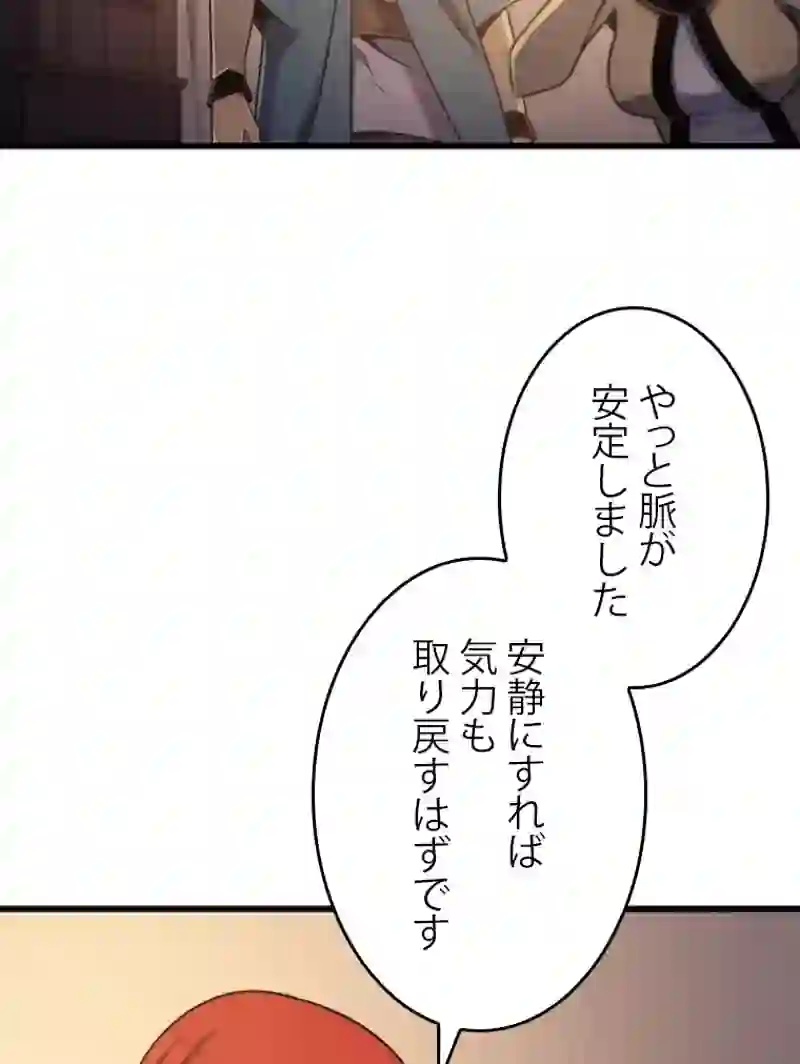 やっと脈が
安定しました
安静にすれば
気力も
取り戻すはずです